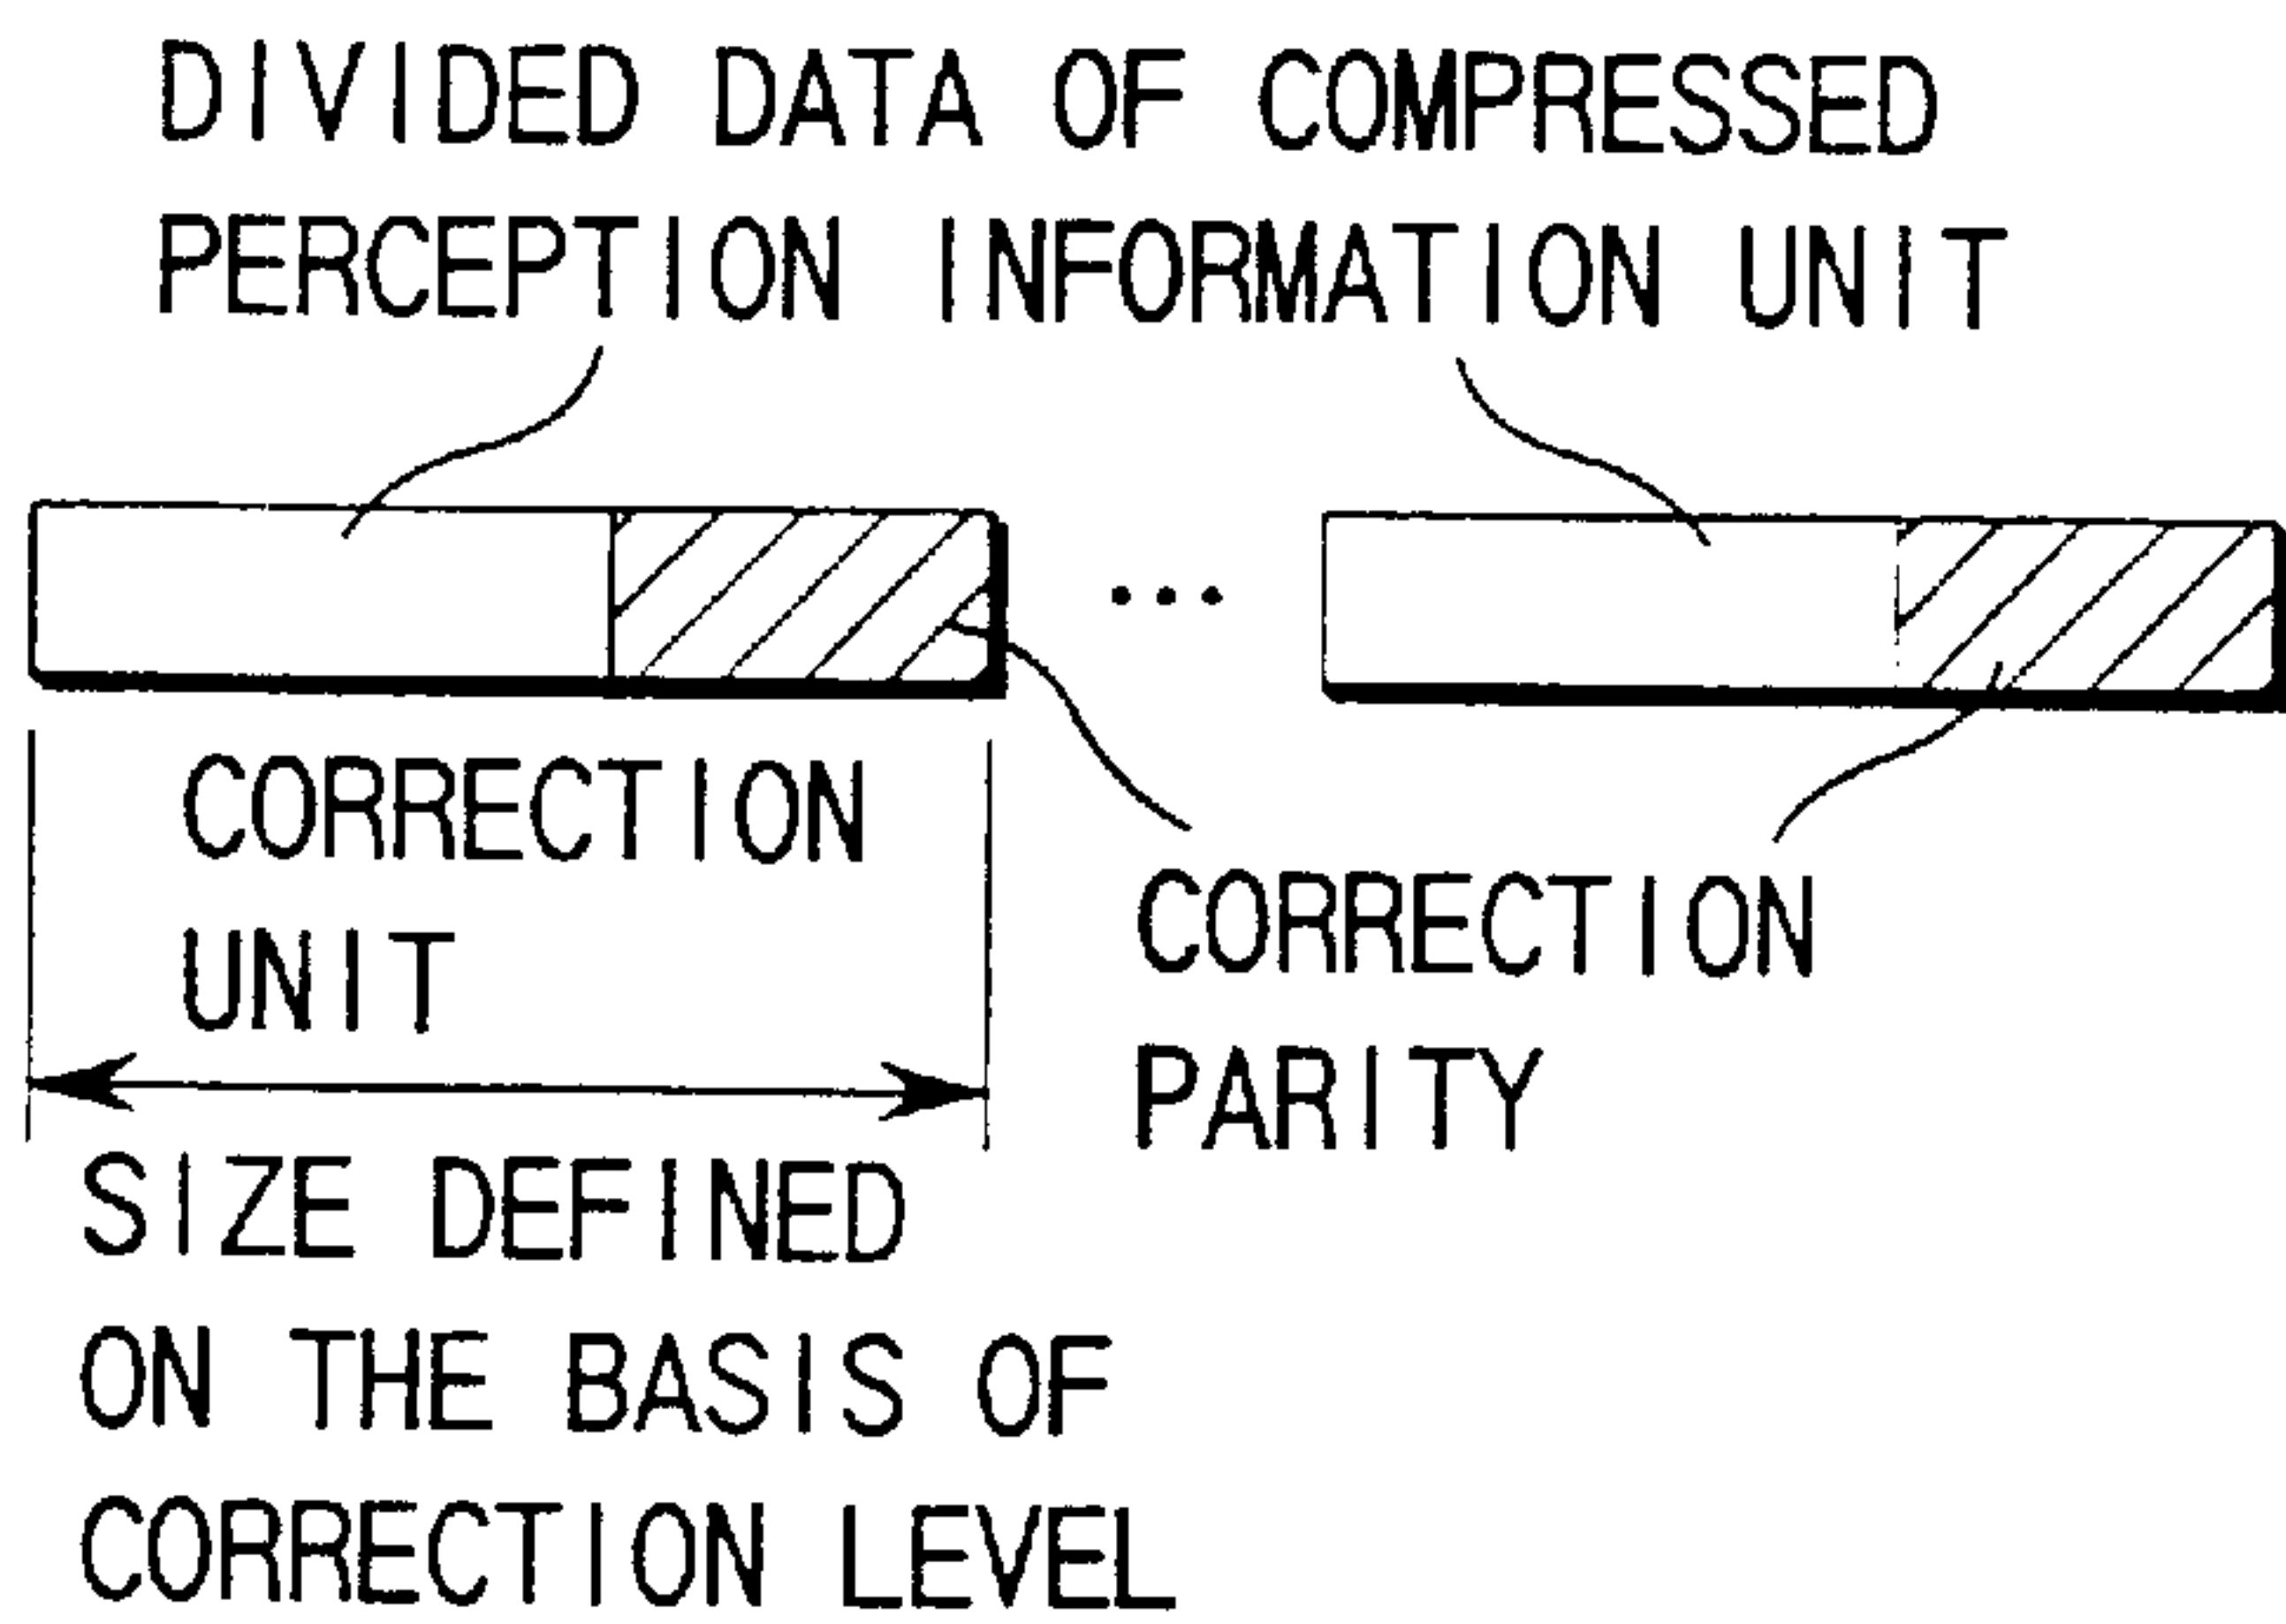 DIVIDED DATA OF COMPRESSED
PERCEPTION INFORMATION UNIT
CORRECTION
UNIT
CORRECTION
PARITY
SIZE DEFINED
ON THE BASIS OF
CORRECTION LEVEL